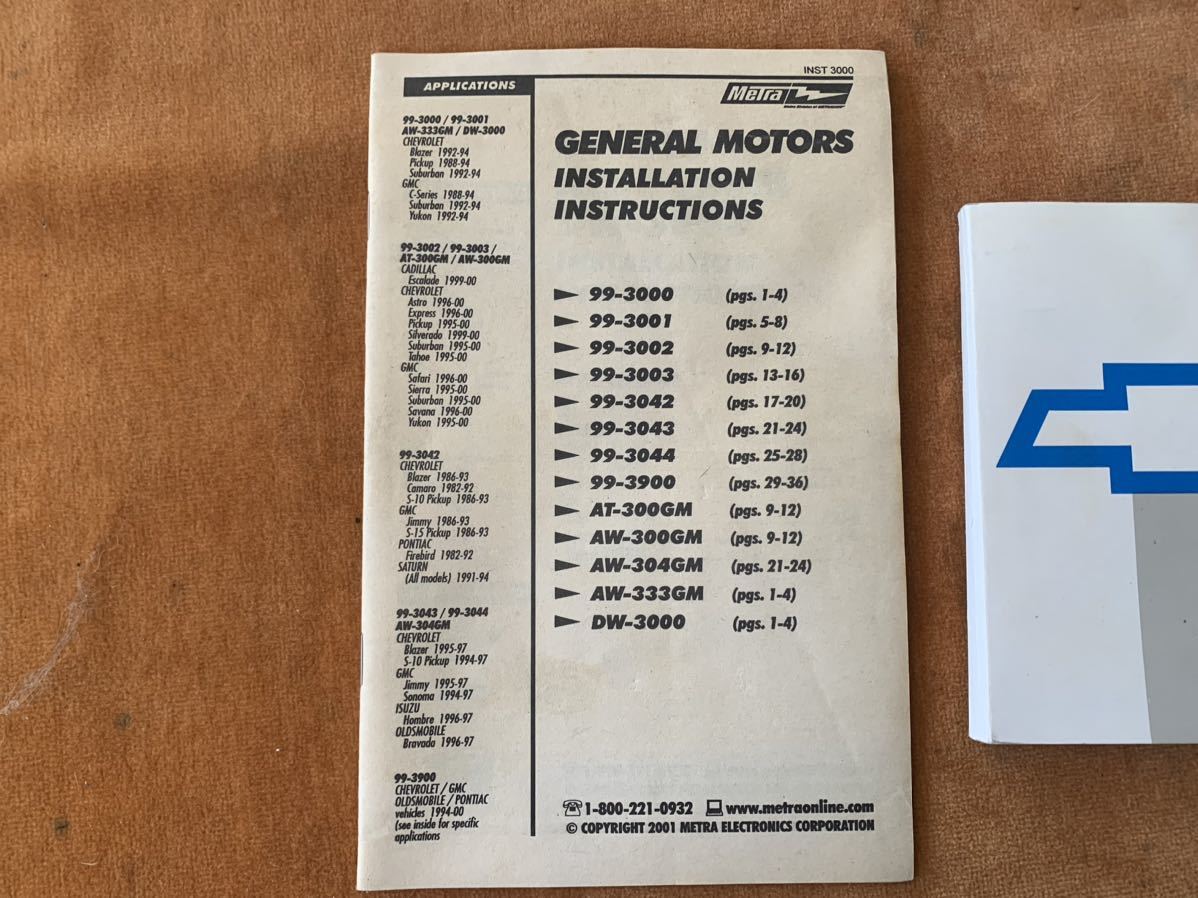 INST 3000
APPLICATIONS
99-3000 / 99-3001
AW-333GM / DW-3000
CHEVROLET
Blazer 1992-94
Pickup 1988-94
Suburban 1992-94
GMC
C-Series 1988-94
Suburban 1992-94
Yukon 1992-94
99-3002 / 99-3003 /
AT-300GM / AW-300GM
CADILLAC
Escalade 1999-00
CHEVROLET
Astro 1996-00
Express 1996-00
Pickup 1995-00
Silverado 1999-00
Suburban 1995-00
Tahoe 1995-00
GMC
Safari 1996-00
Sierra 1995-00
Suburban 1995-00
Savana 1996-00
Yukon 1995-00
99-3042
CHEVROLET
Blazer 1986-93
Camaro 1982-92
S-10 Pickup 1986-93
GMC
Jimmy 1986-93
S-15 Pickup 1986-93
PONTIAC
Firebird 1982-92
SATURN
(All models) 1991-94
99-3043 / 99-3044
AW-304GM
CHEVROLET
Blazer 1995-97
S-10 Pickup 1994-97
GMC
Jimmy 1995-97
Sonoma 1994-97
ISUZU
Hombre 1996-97
OLDSMOBILE
Bravada 1996-97
99-3900
CHEVROLET / GMC
OLDSMOBILE / PONTIAC
vehicles 1994-00
(see inside for specific
applications
Metra
GENERAL MOTORS
INSTALLATION
INSTRUCTIONS
99-3000 (pgs. 1-4)
99-3001 (pgs. 5-8)
99-3002 (pgs. 9-12)
99-3003 (pgs. 13-16)
99-3042 (pgs. 17-20)
99-3043 (pgs. 21-24)
99-3044 (pgs. 25-28)
99-3900 (pgs. 29-36)
AT-300GM (pgs. 9-12)
AW-300GM (pgs. 9-12)
AW-304GM (pgs. 21-24)
AW-333GM (pgs. 1-4)
DW-3000 (pgs. 1-4)
1-800-221-0932 www.metraonline.com
© COPYRIGHT 2001 METRA ELECTRONICS CORPORATION